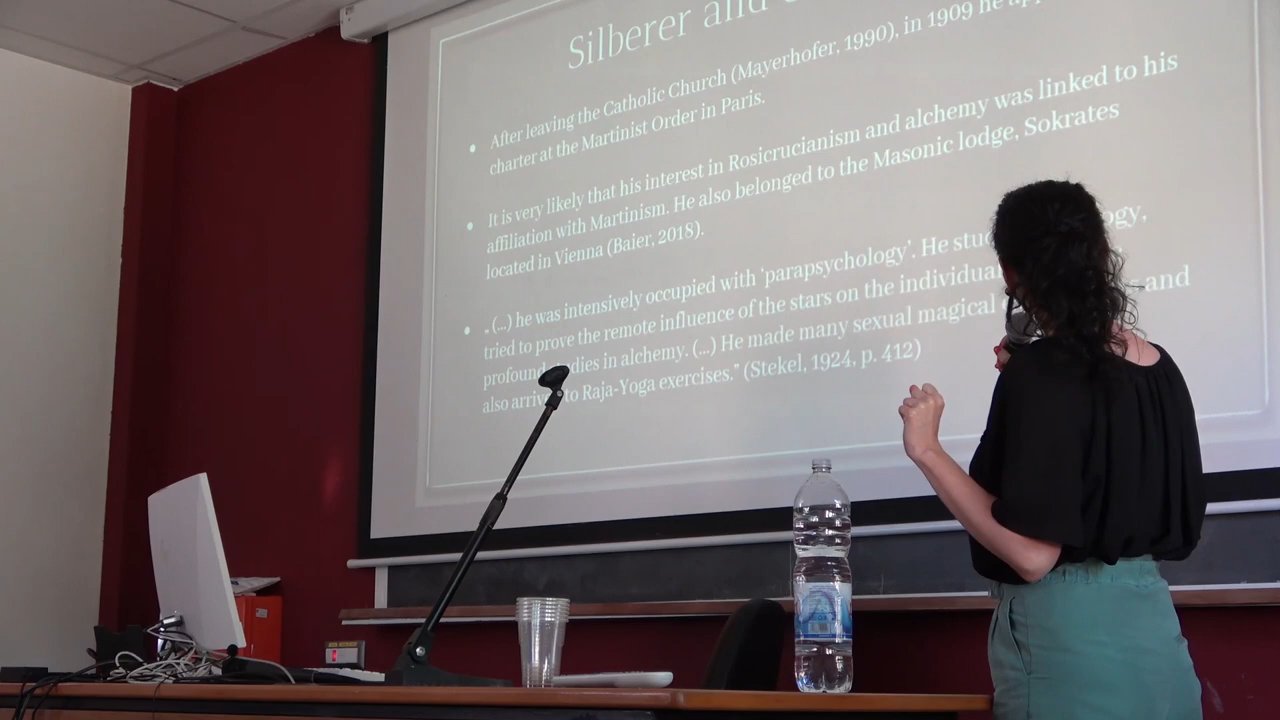 Silberer and
After leaving the Catholic Church (Mayerhofer, 1990), in 1909 he
charter at the Martinist Order in Paris.
It is very likely that his interest in Rosicrucianism and alchemy was linked to his
affiliation with Martinism. He also belonged to the Masonic lodge, Sokrates
located in Vienna (Baier, 2018).
„(...) he was intensively occupied with 'parapsychology'. He
tried to prove the remote influence of the stars on the individual
profound studies in alchemy. (...) He made many sexual magical and
also arrived to Raja-Yoga exercises." (Stekel, 1924, p. 412)